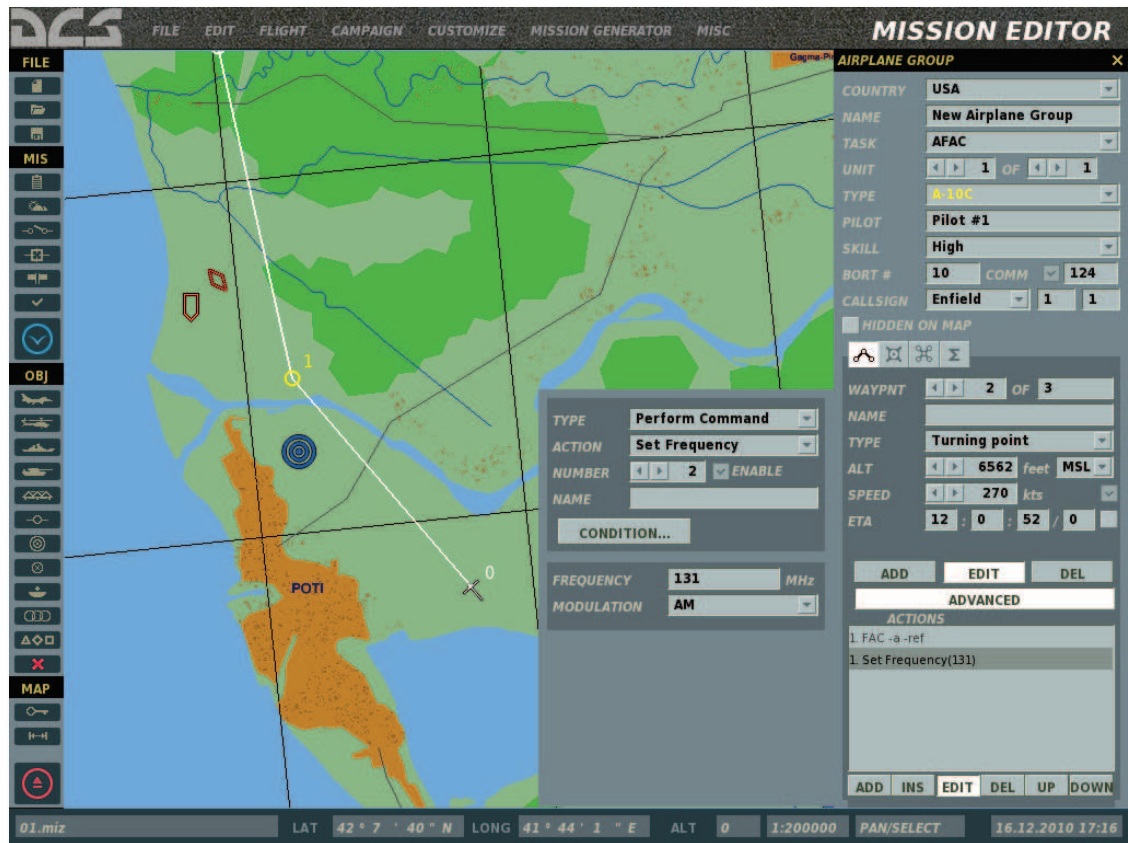 DCS
FILE EDIT FLIGHT CAMPAIGN CUSTOMIZE MISSION GENERATOR MISC
MISSION EDITOR
FILE
MIS
OBJ
MAP
1
0
POTI
TYPE Perform Command
ACTION Set Frequency
NUMBER 2 ENABLE
NAME
CONDITION...
FREQUENCY 131 MHz
MODULATION AM
AIRPLANE GROUP X
COUNTRY USA
NAME New Airplane Group
TASK AFAC
UNIT 1 OF 1
TYPE A-10C
PILOT Pilot #1
SKILL High
BORT # 10 COMM 124
CALLSIGN Enfield 1 1
HIDDEN ON MAP
Σ
WAYPNT 2 OF 3
NAME
TYPE Turning point
ALT 6562 feet MSL
SPEED 270 kts
ETA 12 : 0 : 52 / 0
ADD EDIT DEL
ADVANCED
ACTIONS
1. FAC -a -ref
1. Set Frequency(131)
ADD INS EDIT DEL UP DOWN
01.miz LAT 42 ° 7 ' 40 " N LONG 41 ° 44 ' 1 " E ALT 0 1:200000 PAN/SELECT 16.12.2010 17:16